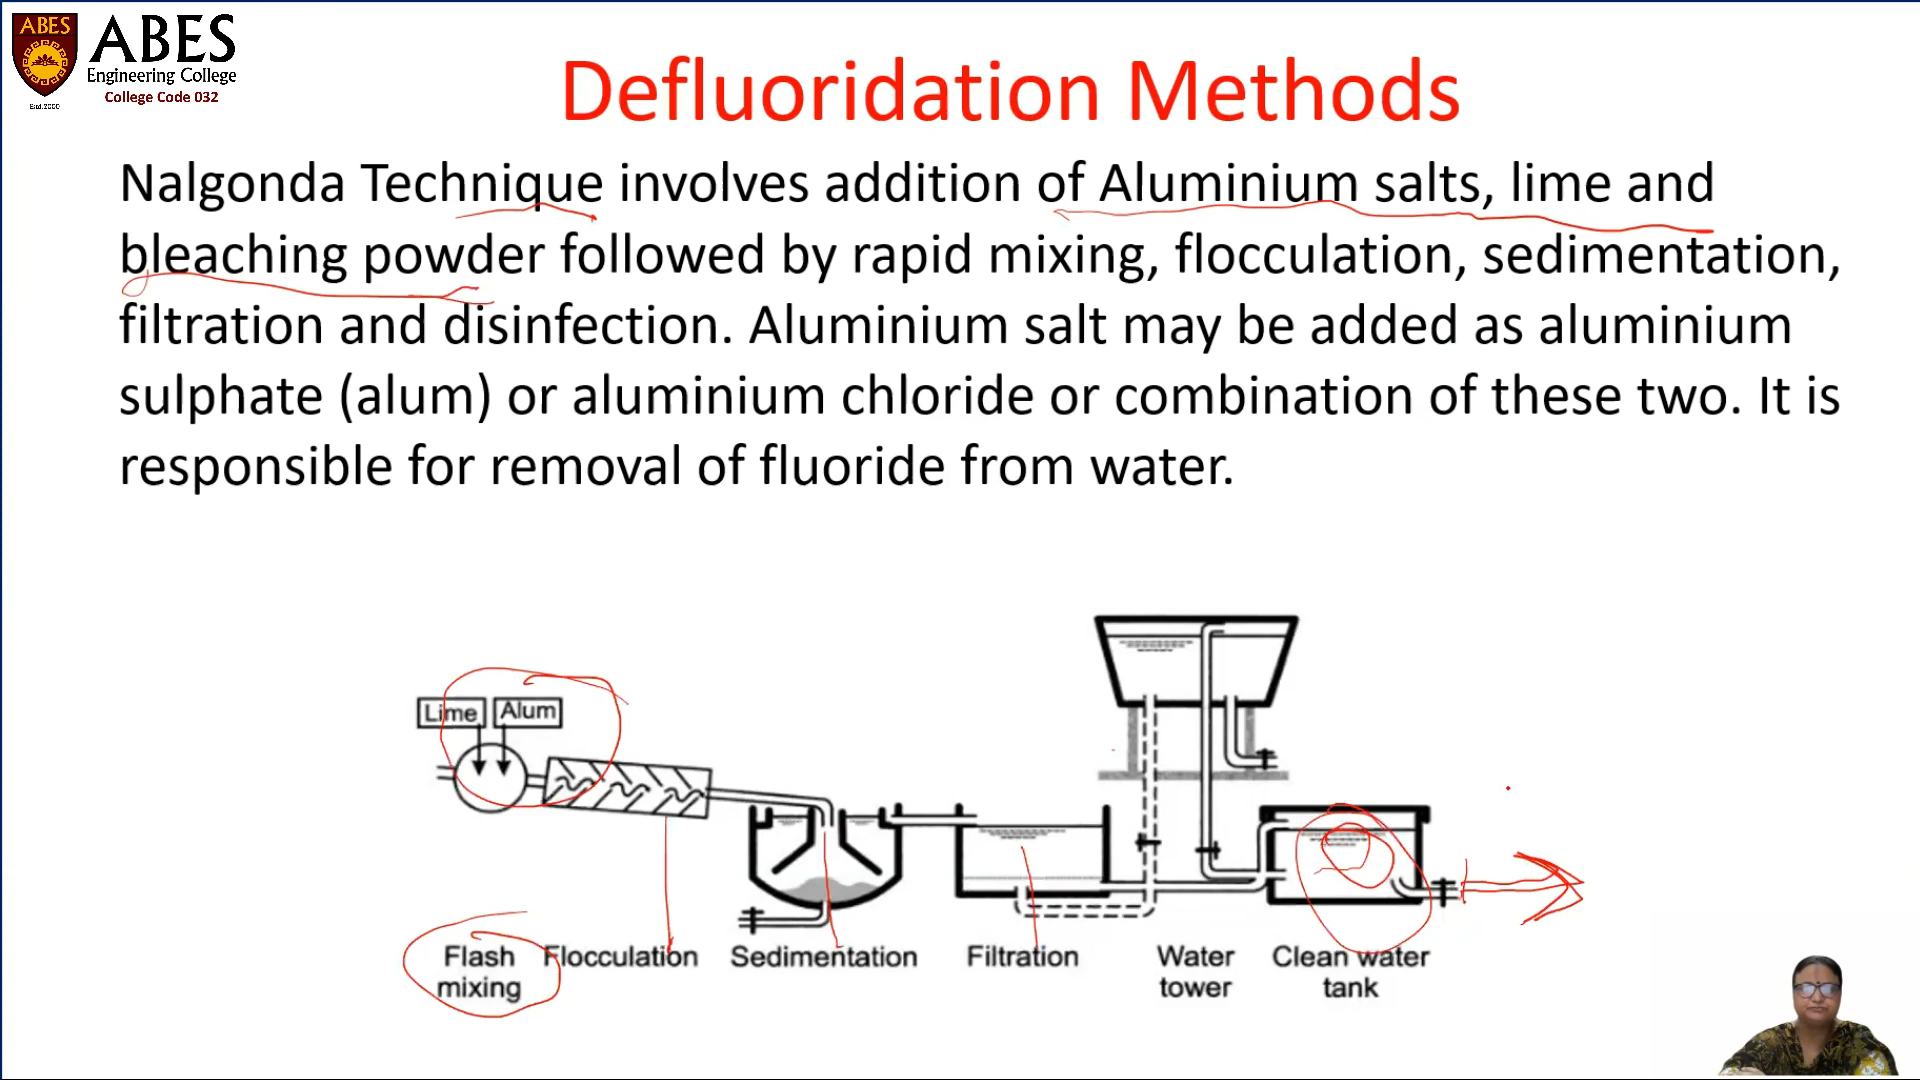 ABES
ABES
Engineering College
College Code 032
Estd.2000
Defluoridation Methods
Nalgonda Technique involves addition of Aluminium salts, lime and
bleaching powder followed by rapid mixing, flocculation, sedimentation,
filtration and disinfection. Aluminium salt may be added as aluminium
sulphate (alum) or aluminium chloride or combination of these two. It is
responsible for removal of fluoride from water.
Lime Alum
Flash mixing
Flocculation
Sedimentation
Filtration
Water tower
Clean water tank